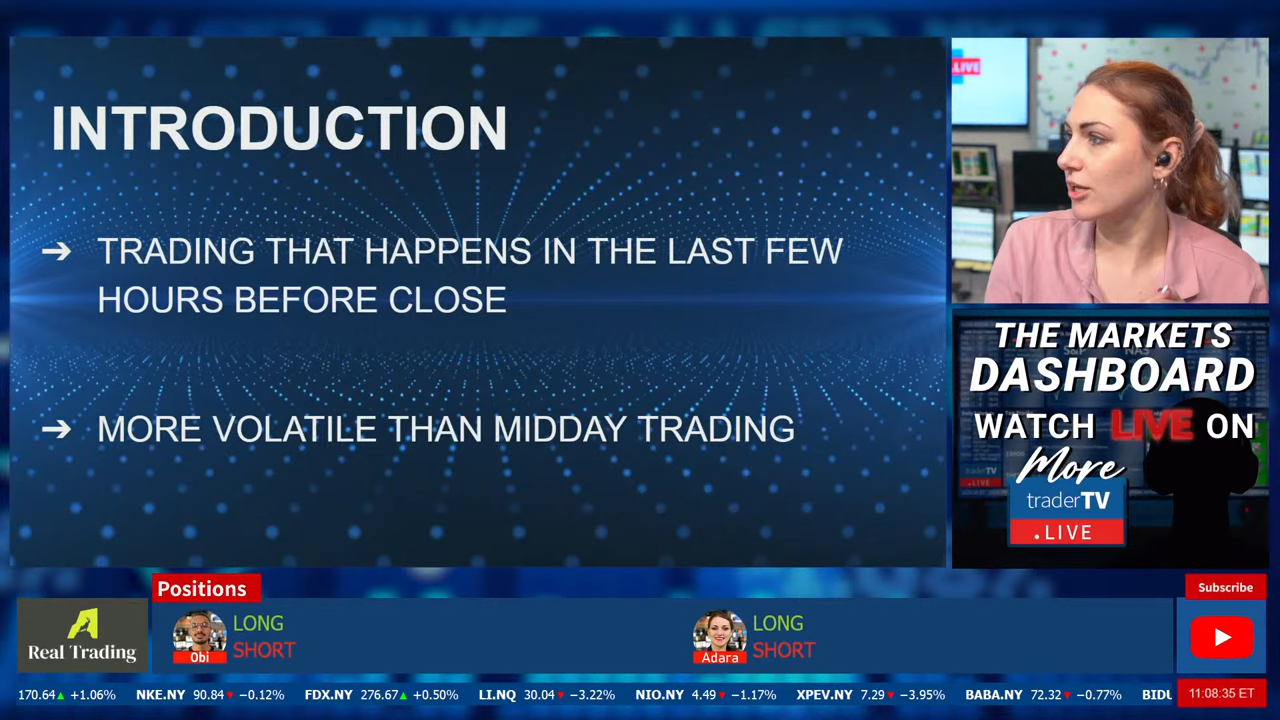 INTRODUCTION
➔ TRADING THAT HAPPENS IN THE LAST FEW
HOURS BEFORE CLOSE
➔ MORE VOLATILE THAN MIDDAY TRADING
.LIVE
THE MARKETS
DASHBOARD
WATCH LIVE ON
More
traderTV
.LIVE
Positions
Subscribe
Real Trading
Obi
LONG
SHORT
Adara
LONG
SHORT
170.64▲ +1.06% NKE.NY 90.84▼ −0.12% FDX.NY 276.67▲ +0.50% LI.NQ 30.04▼ −3.22% NIO.NY 4.49▼ −1.17% XPEV.NY 7.29▼ −3.95% BABA.NY 72.32▼ −0.77% BIDU
11:08:35 ET